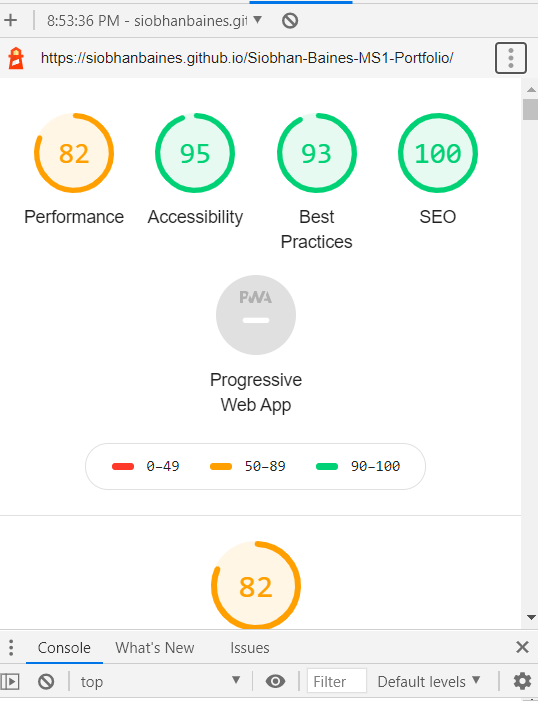 8:53:36 PM - siobhanbaines.git
https://siobhanbaines.github.io/Siobhan-Baines-MS1-Portfolio/
82 95 93 100
Performance Accessibility Best Practices SEO
PWA
Progressive
Web App
0–49 50–89 90–100
82
Console What's New Issues
top Filter Default levels